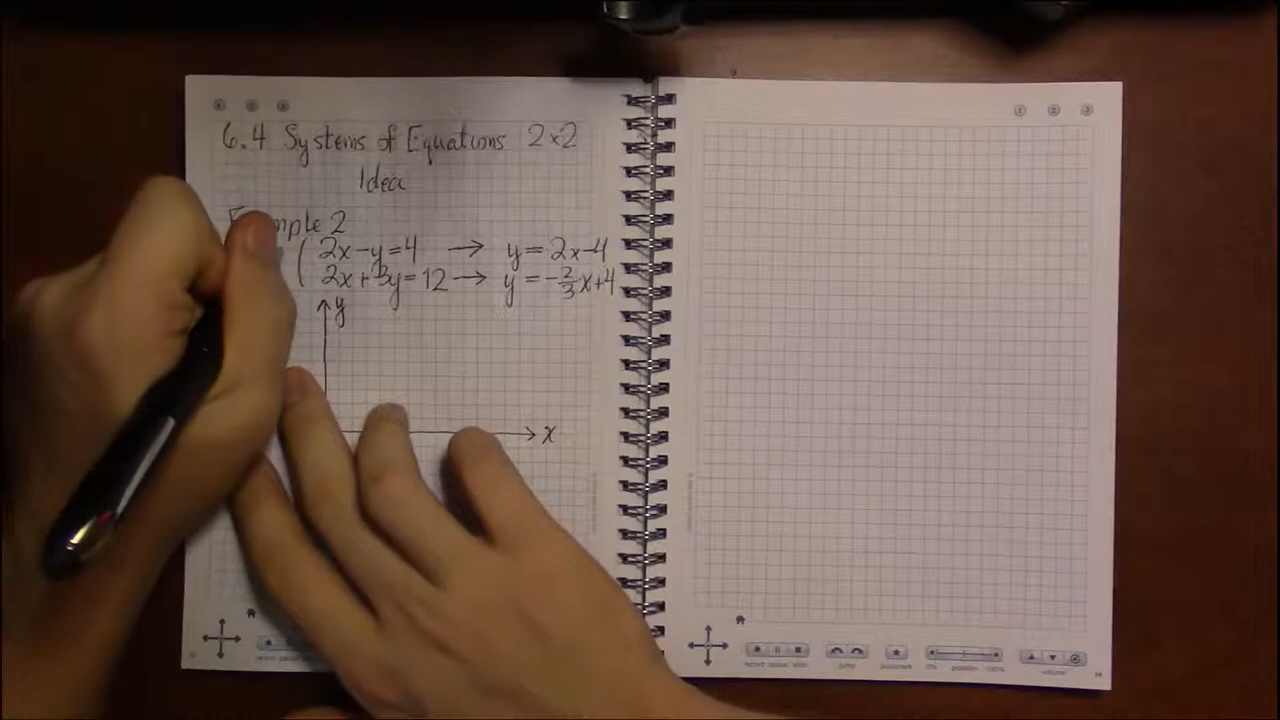 6.4 Systems of Equations 2×2
Idea
Example 2
2x-y=4 → y=2x-4
2x+3y=12 → y=-2/3x+4
y
x